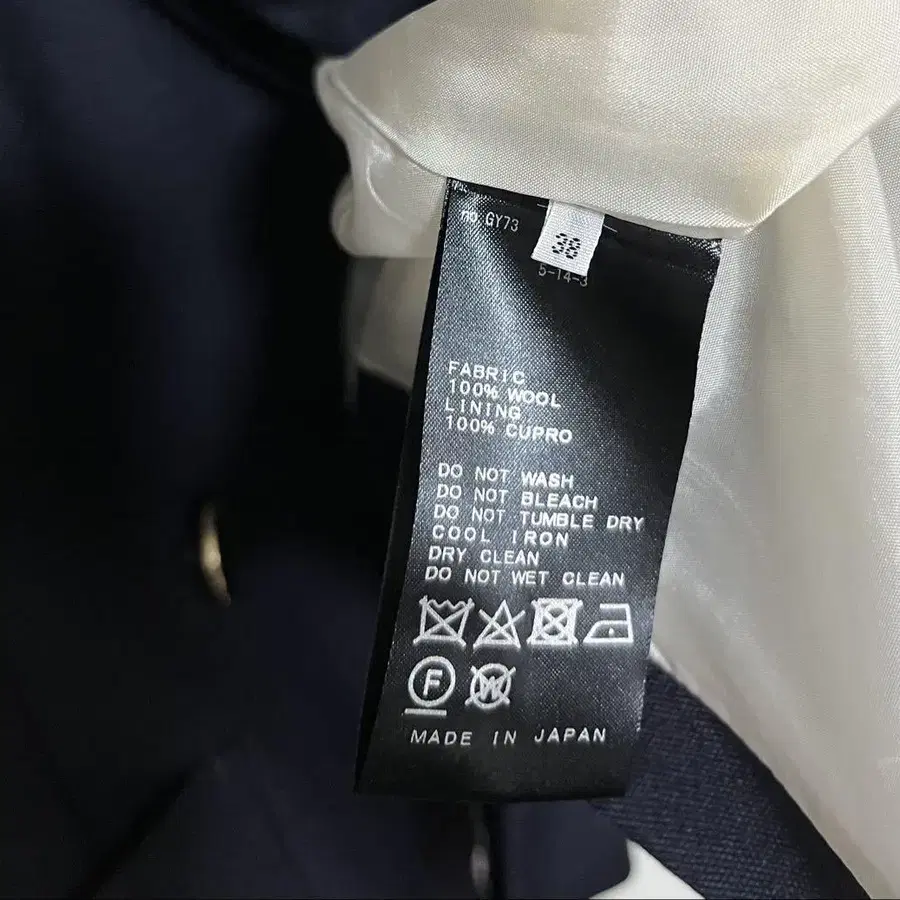 no.GY73
38
5-14-3
FABRIC
100% WOOL
LINING
100% CUPRO
DO NOT WASH
DO NOT BLEACH
DO NOT TUMBLE DRY
COOL IRON
DRY CLEAN
DO NOT WET CLEAN
F W
MADE IN JAPAN